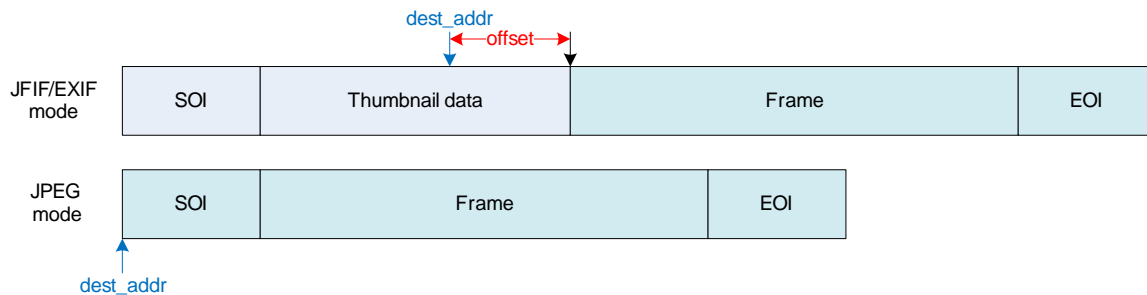 dest_addr
offset
JFIF/EXIF
mode
SOI
Thumbnail data
Frame
EOI
JPEG
mode
SOI
Frame
EOI
dest_addr